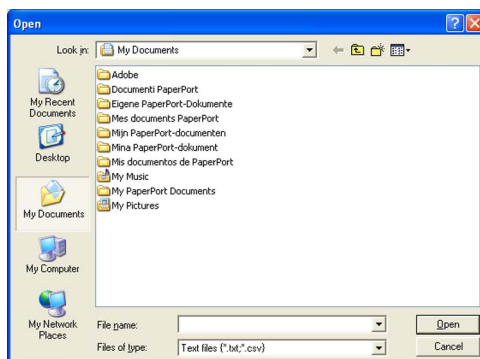 Open
Look in:
My Documents
My Recent
Documents
Desktop
My Documents
My Computer
My Network
Places
Adobe
Documenti PaperPort
Eigene PaperPort-Dokumente
Mes documents PaperPort
Mijn PaperPort-documenten
Mina PaperPort-dokument
Mis documentos de PaperPort
My Music
My PaperPort Documents
My Pictures
File name:
Open
Files of type:
Text files (*.txt;*.csv)
Cancel